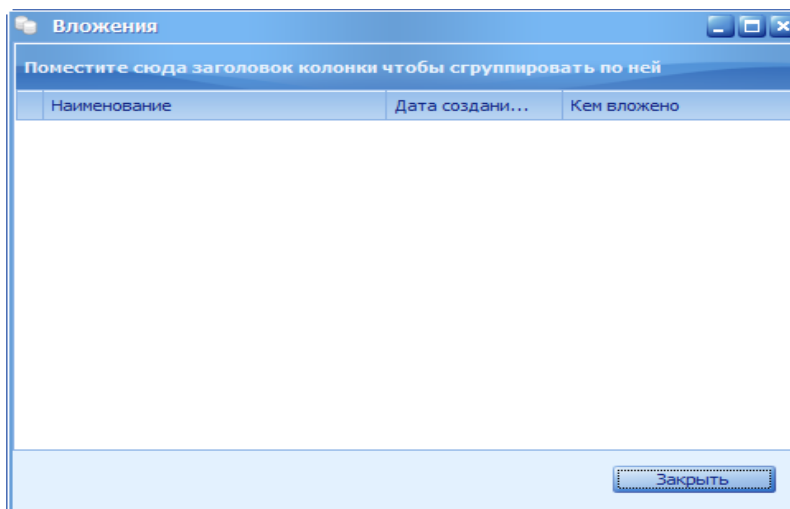 Вложения
Поместите сюда заголовок колонки чтобы сгруппировать по ней
Наименование Дата создани... Кем вложено
Закрыть